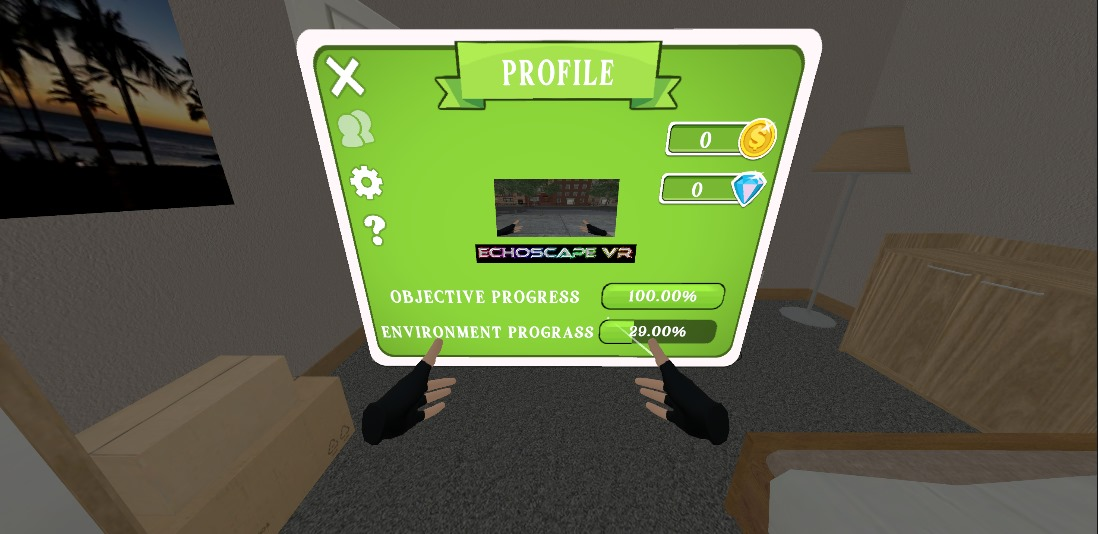 PROFILE
0
0
ECHOSCAPE VR
OBJECTIVE PROGRESS 100.00%
ENVIRONMENT PROGRASS 29.00%